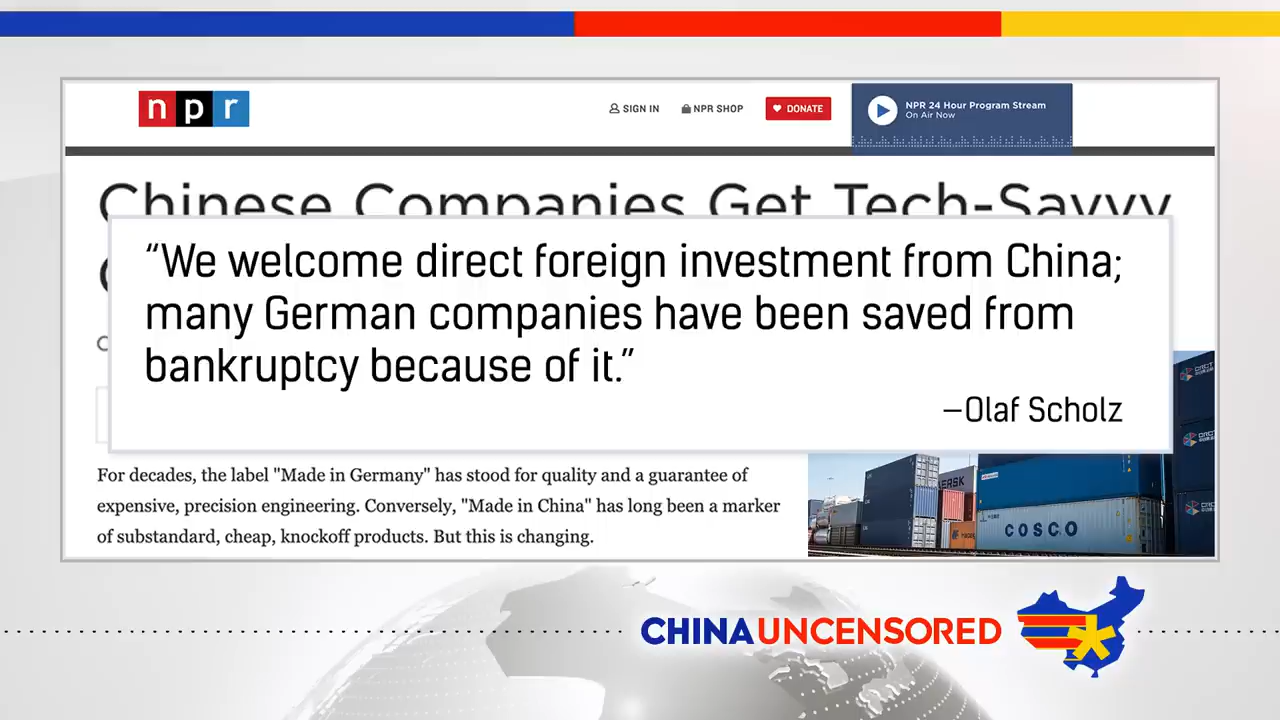 npr
SIGN IN
NPR SHOP
DONATE
NPR 24 Hour Program Stream
On Air Now
Chinese Companies Get Tech-Savvy
“We welcome direct foreign investment from China;
many German companies have been saved from
bankruptcy because of it.”
–Olaf Scholz
For decades, the label "Made in Germany" has stood for quality and a guarantee of
expensive, precision engineering. Conversely, "Made in China" has long been a marker
of substandard, cheap, knockoff products. But this is changing.
COSCO
CHINA UNCENSORED